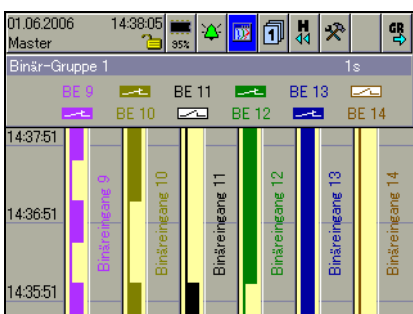 01.06.2006 14:38:05
Master 95% 1 H GR
Binär-Gruppe 1 1s
BE 9 BE 11 BE 13
BE 10 BE 12 BE 14
14:37:51
14:36:51
14:35:51
Binäreingang 9
Binäreingang 10
Binäreingang 11
Binäreingang 12
Binäreingang 13
Binäreingang 14